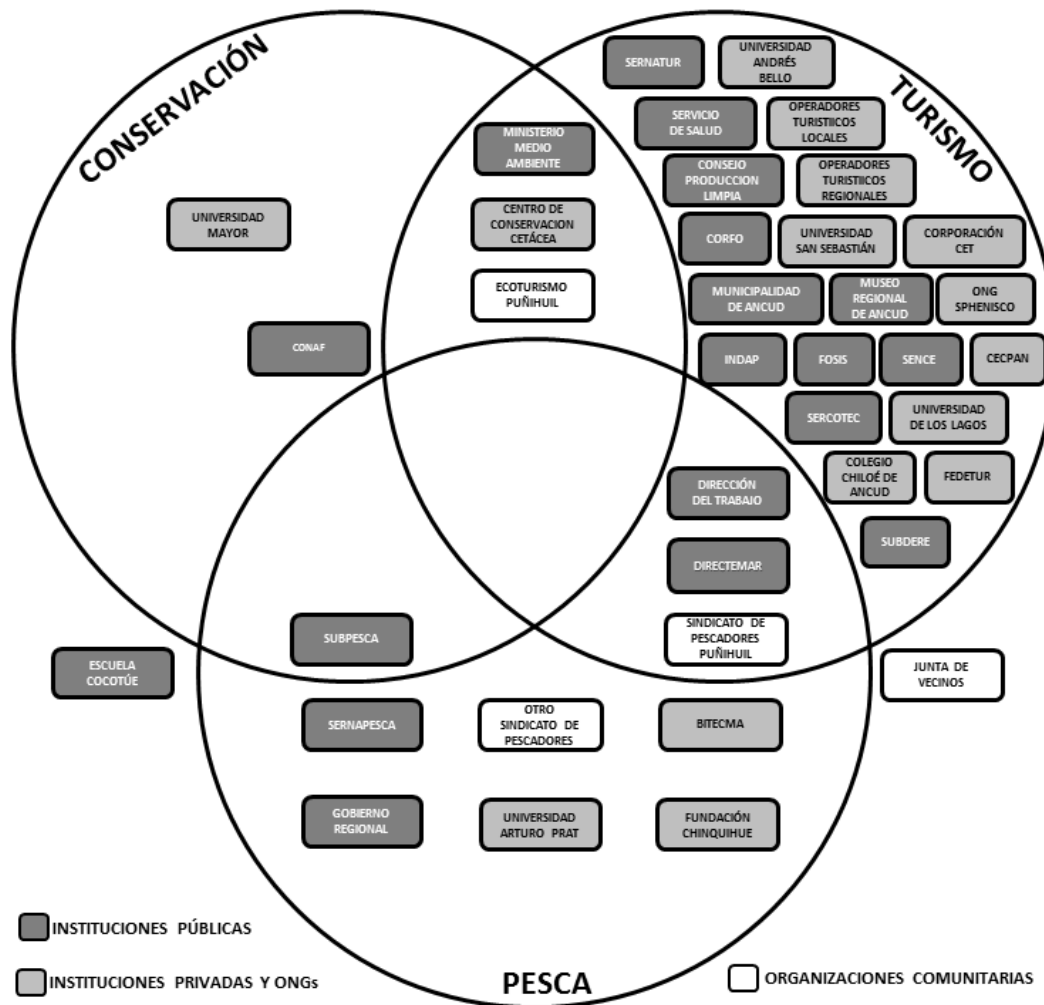 CONSERVACIÓN
TURISMO
SERNATUR
UNIVERSIDAD
ANDRÉS
BELLO
SERVICIO
DE SALUD
OPERADORES
TURISTIICOS
LOCALES
MINISTERIO
MEDIO
AMBIENTE
CONSEJO
PRODUCCION
LIMPIA
OPERADORES
TURISTIICOS
REGIONALES
UNIVERSIDAD
MAYOR
CENTRO DE
CONSERVACION
CETÁCEA
CORFO
UNIVERSIDAD
SAN SEBASTIÁN
CORPORACIÓN
CET
ECOTURISMO
PUÑIHUIL
MUNICIPALIDAD
DE ANCUD
MUSEO
REGIONAL
DE ANCUD
ONG
SPHENISCO
CONAF
INDAP
FOSIS
SENCE
CECPAN
SERCOTEC
UNIVERSIDAD
DE LOS LAGOS
DIRECCIÓN
DEL TRABAJO
COLEGIO
CHILOÉ DE
ANCUD
FEDETUR
SUBDERE
DIRECTEMAR
SUBPESCA
SINDICATO DE
PESCADORES
PUÑIHUIL
ESCUELA
COCOTÚE
JUNTA DE
VECINOS
SERNAPESCA
OTRO
SINDICATO DE
PESCADORES
BITECMA
GOBIERNO
REGIONAL
UNIVERSIDAD
ARTURO PRAT
FUNDACIÓN
CHINQUIHUE
INSTITUCIONES PÚBLICAS
INSTITUCIONES PRIVADAS Y ONGs
PESCA
ORGANIZACIONES COMUNITARIAS